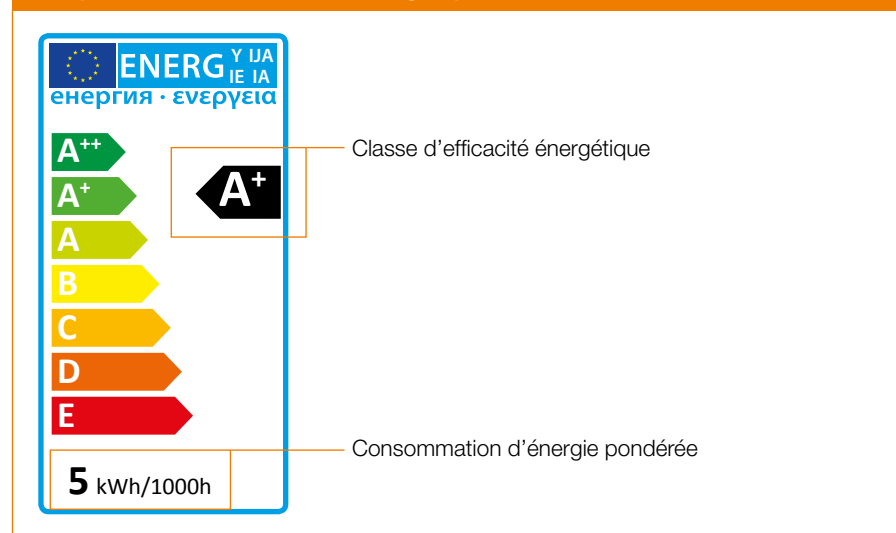 ENERG Y IJA
IE IA
енергия · ενεργεια
A++
Classe d’efficacité énergétique
A+
A+
A
B
C
D
E
Consommation d’énergie pondérée
5 kWh/1000h